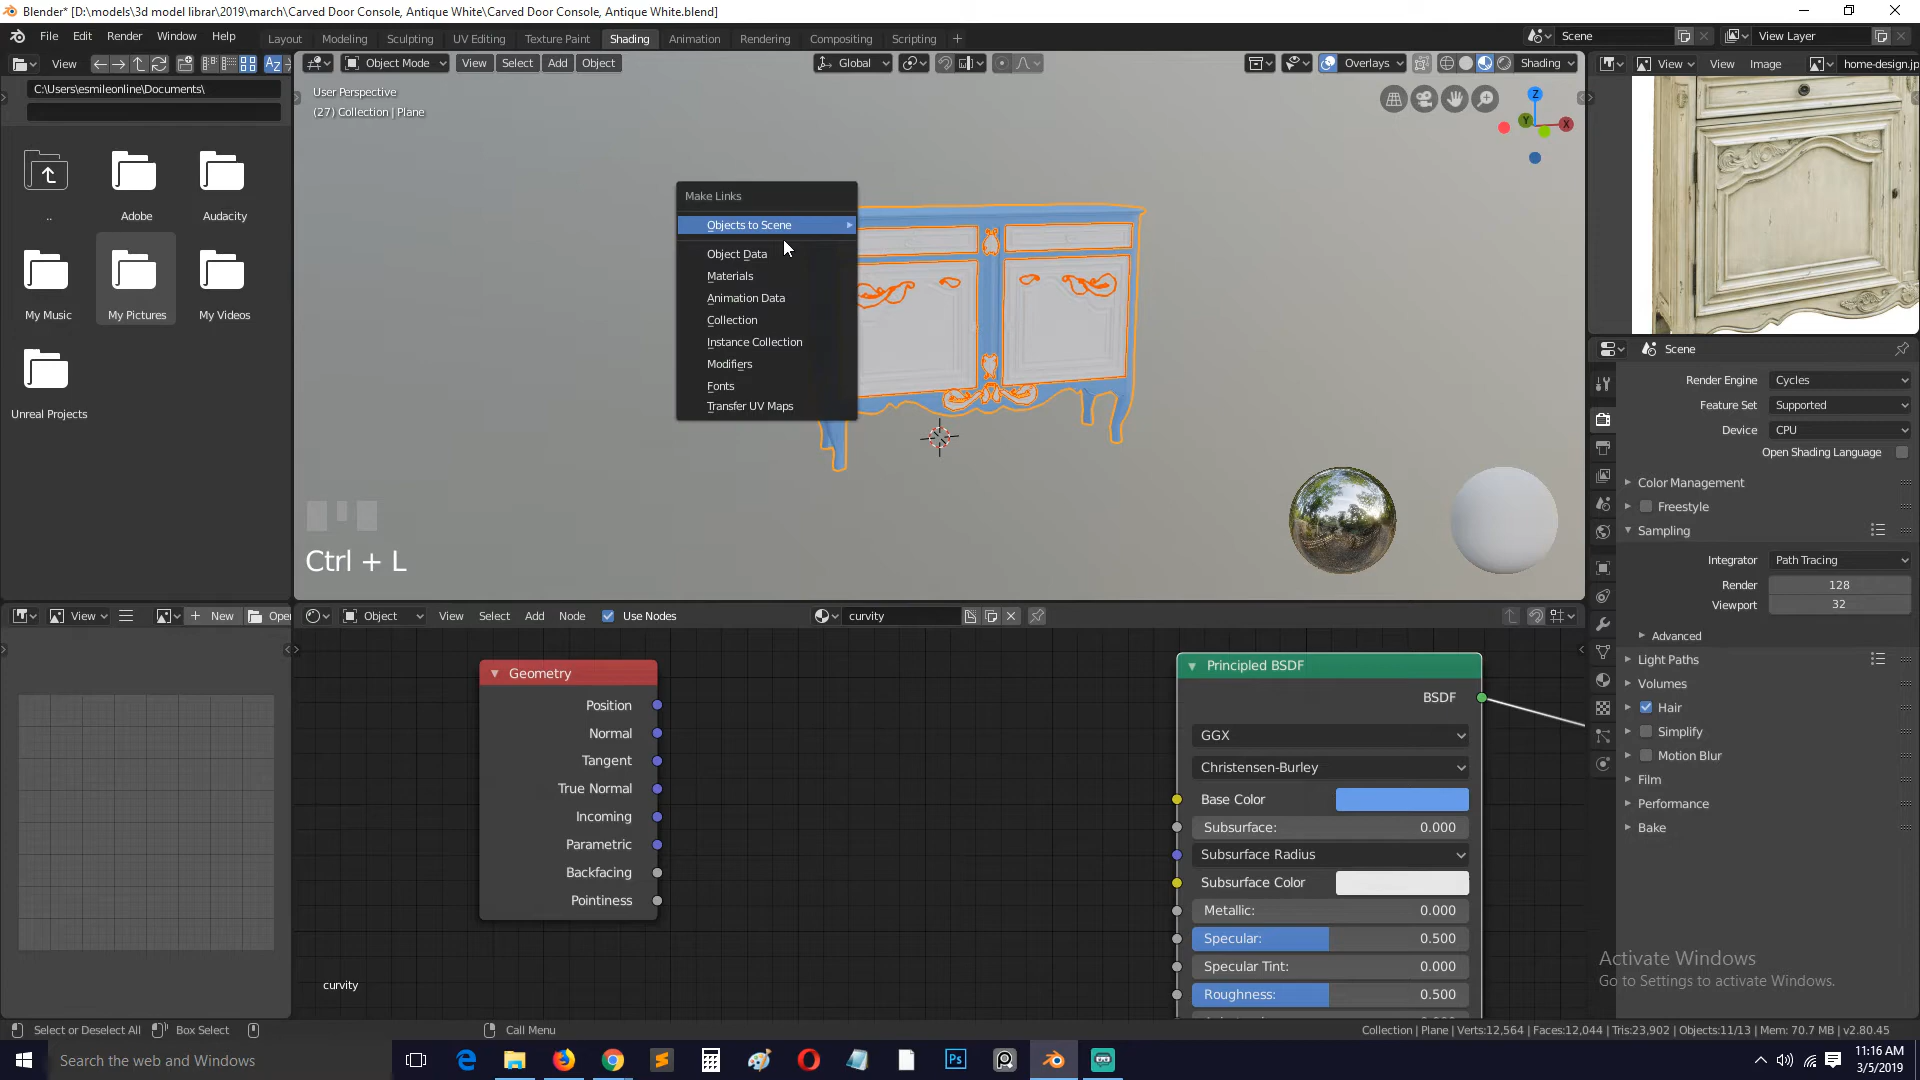 Blender* [D:\models\3d model librar\2019\march\Carved Door Console, Antique White\Carved Door Console, Antique White.blend]
File Edit Render Window Help Layout Modeling Sculpting UV Editing Texture Paint Shading Animation Rendering Compositing Scripting + Scene View Layer
View Object Mode View Select Add Object Global Overlays Shading View View Image home-design.jp
C:\Users\esmileonline\Documents\
User Perspective
(27) Collection | Plane
Z
Y X
.. Adobe Audacity
My Music My Pictures My Videos
Unreal Projects
Make Links
Objects to Scene
Object Data
Materials
Animation Data
Collection
Instance Collection
Modifiers
Fonts
Transfer UV Maps
Ctrl + L
Scene
Render Engine Cycles
Feature Set Supported
Device CPU
Open Shading Language
Color Management
Freestyle
Sampling
Integrator Path Tracing
Render 128
Viewport 32
Advanced
Light Paths
Volumes
Hair
Simplify
Motion Blur
Film
Performance
Bake
View New Open Object View Select Add Node Use Nodes curvity
Geometry
Position
Normal
Tangent
True Normal
Incoming
Parametric
Backfacing
Pointiness
Principled BSDF
BSDF
GGX
Christensen-Burley
Base Color
Subsurface: 0.000
Subsurface Radius
Subsurface Color
Metallic: 0.000
Specular: 0.500
Specular Tint: 0.000
Roughness: 0.500
curvity
Activate Windows
Go to Settings to activate Windows.
Select or Deselect All Box Select Call Menu Collection | Plane | Verts:12,564 | Faces:12,044 | Tris:23,902 | Objects:11/13 | Mem: 70.7 MB | v2.80.45
Search the web and Windows
Ps
11:16 AM
3/5/2019